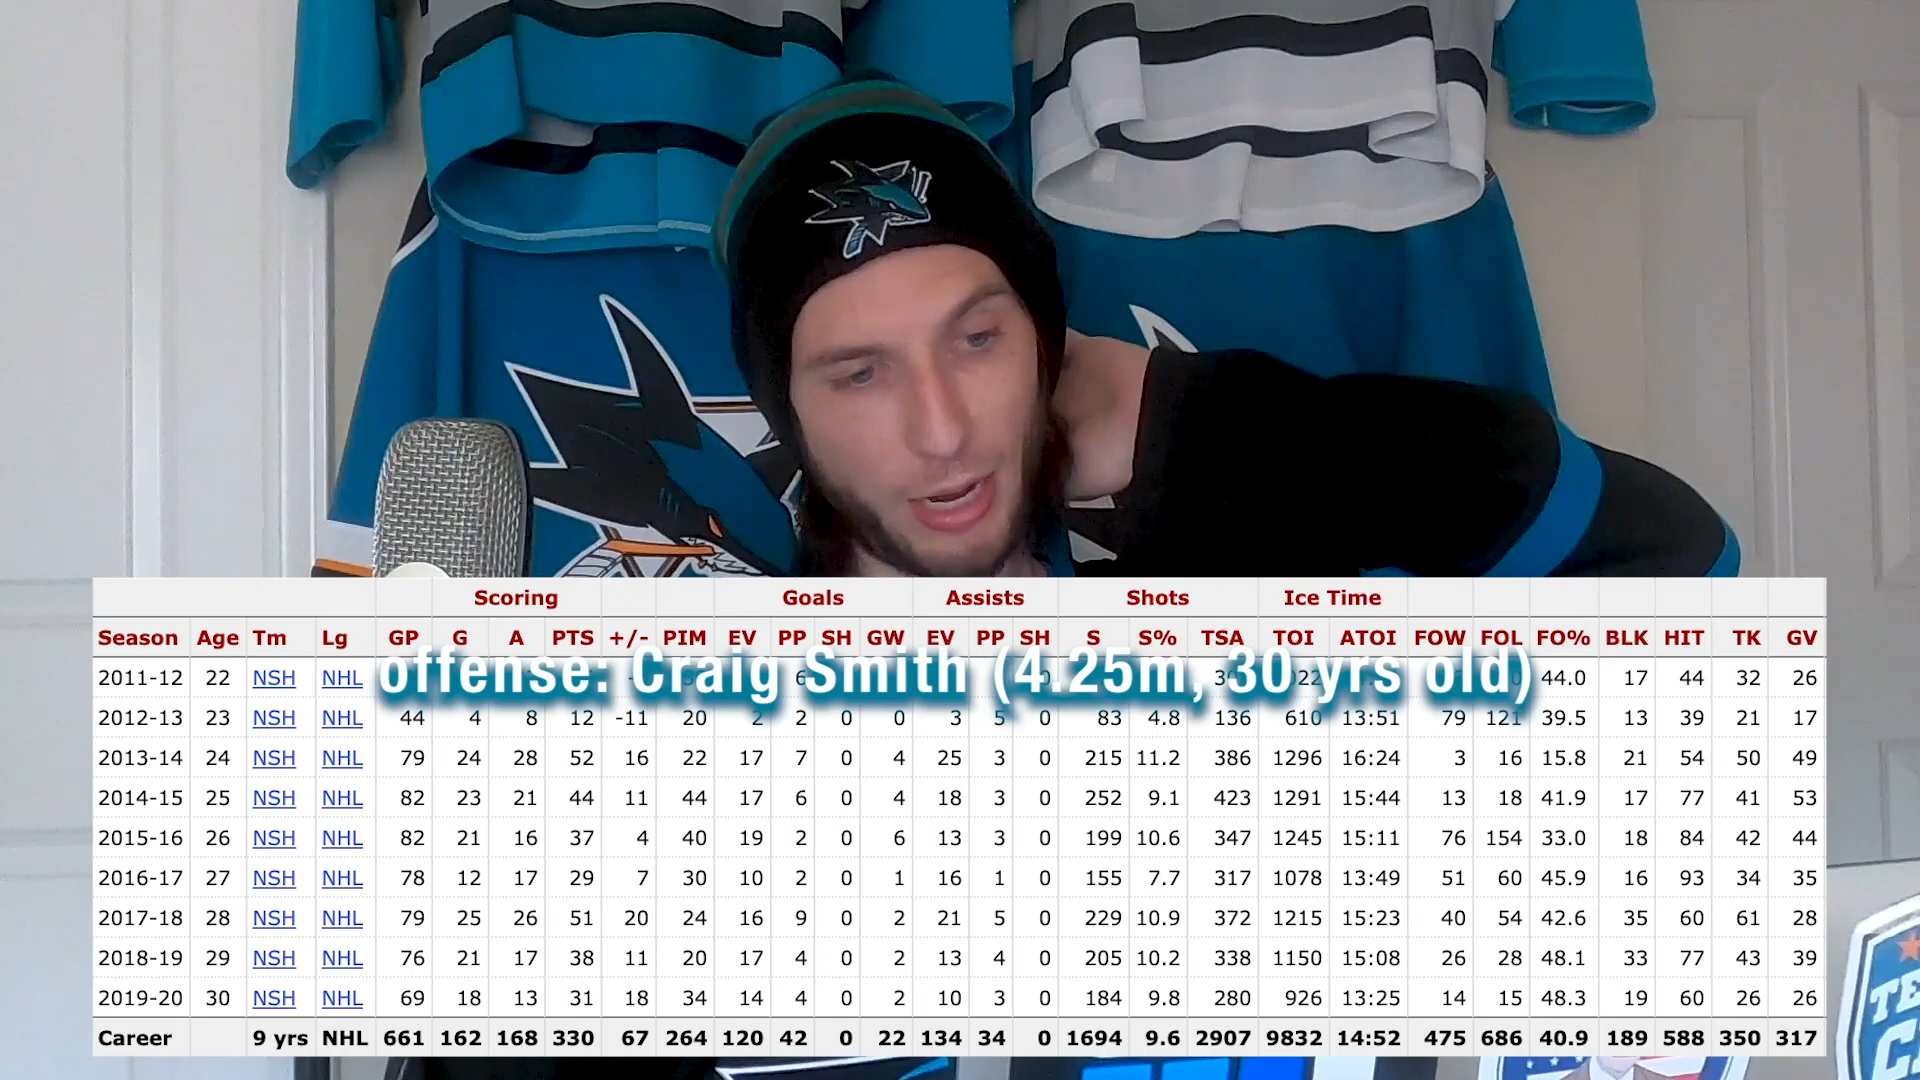 Scoring Goals Assists Shots Ice Time
Season Age Tm Lg GP G A PTS +/- PIM EV PP SH GW EV PP SH S S% TSA TOI ATOI FOW FOL FO% BLK HIT TK GV
2011-12 22 NSH NHL 44.0 17 44 32 26
offense: Craig Smith (4.25m, 30 yrs old)
2012-13 23 NSH NHL 44 4 8 12 -11 20 2 2 0 0 3 5 0 83 4.8 136 610 13:51 79 121 39.5 13 39 21 17
2013-14 24 NSH NHL 79 24 28 52 16 22 17 7 0 4 25 3 0 215 11.2 386 1296 16:24 3 16 15.8 21 54 50 49
2014-15 25 NSH NHL 82 23 21 44 11 44 17 6 0 4 18 3 0 252 9.1 423 1291 15:44 13 18 41.9 17 77 41 53
2015-16 26 NSH NHL 82 21 16 37 4 40 19 2 0 6 13 3 0 199 10.6 347 1245 15:11 76 154 33.0 18 84 42 44
2016-17 27 NSH NHL 78 12 17 29 7 30 10 2 0 1 16 1 0 155 7.7 317 1078 13:49 51 60 45.9 16 93 34 35
2017-18 28 NSH NHL 79 25 26 51 20 24 16 9 0 2 21 5 0 229 10.9 372 1215 15:23 40 54 42.6 35 60 61 28
2018-19 29 NSH NHL 76 21 17 38 11 20 17 4 0 2 13 4 0 205 10.2 338 1150 15:08 26 28 48.1 33 77 43 39
2019-20 30 NSH NHL 69 18 13 31 18 34 14 4 0 2 10 3 0 184 9.8 280 926 13:25 14 15 48.3 19 60 26 26
Career 9 yrs NHL 661 162 168 330 67 264 120 42 0 22 134 34 0 1694 9.6 2907 9832 14:52 475 686 40.9 189 588 350 317